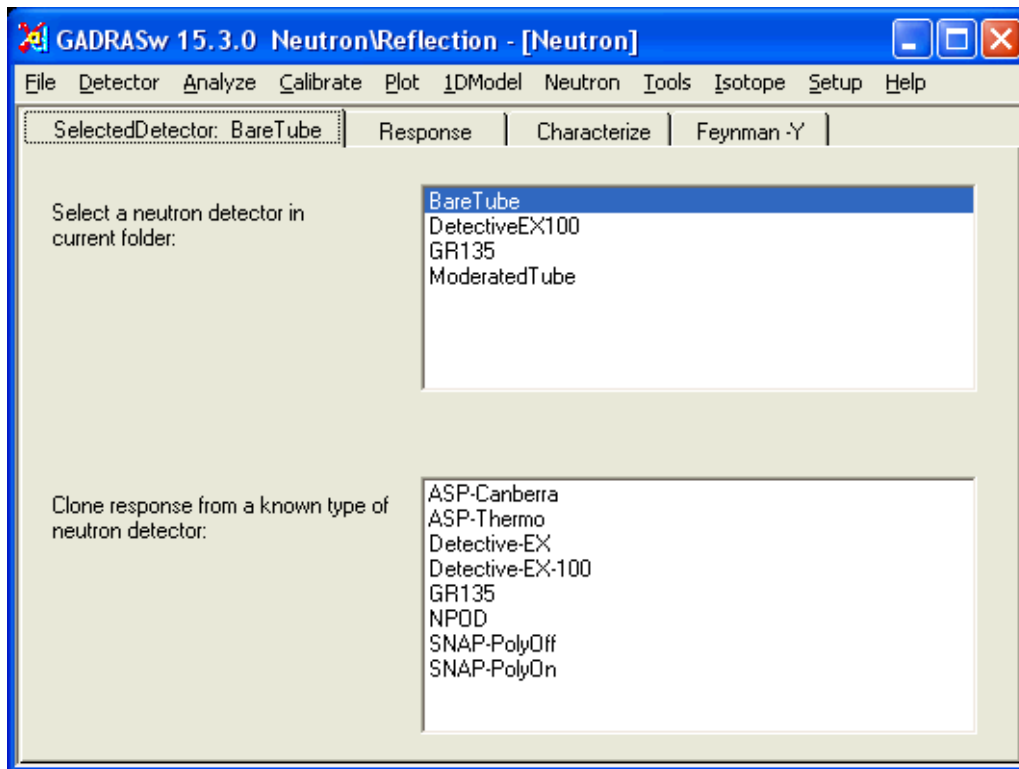 GADRASw 15.3.0 Neutron\Reflection - [Neutron]
File Detector Analyze Calibrate Plot 1DModel Neutron Tools Isotope Setup Help
SelectedDetector: BareTube Response Characterize Feynman -Y
Select a neutron detector in
current folder:
BareTube
DetectiveEX100
GR135
ModeratedTube
Clone response from a known type of
neutron detector:
ASP-Canberra
ASP-Thermo
Detective-EX
Detective-EX-100
GR135
NPOD
SNAP-PolyOff
SNAP-PolyOn